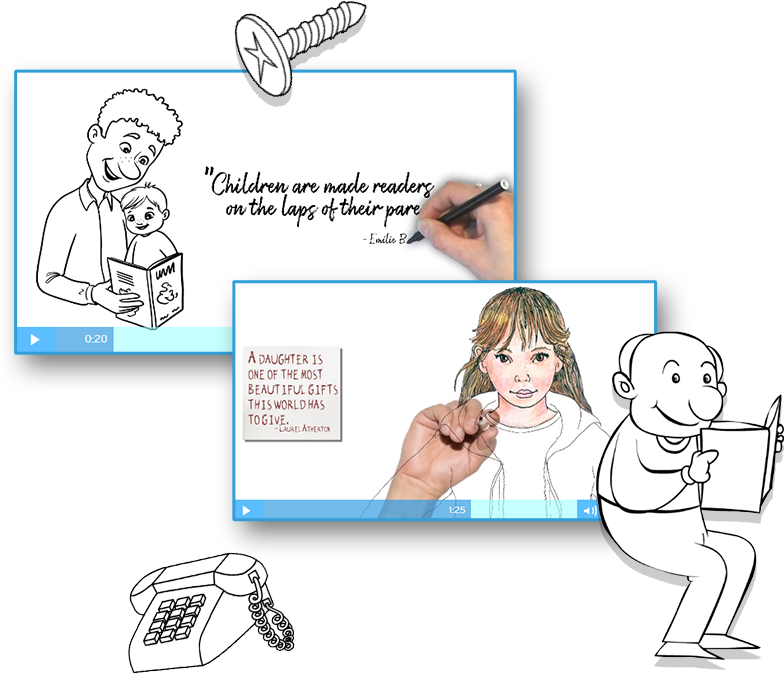 "Children are made readers
on the laps of their pare
- Emilie B
0:20
A DAUGHTER IS
ONE OF THE MOST
BEAUTIFUL GIFTS
THIS WORLD HAS
TO GIVE.
-LAUREL ATHERTON
1:25